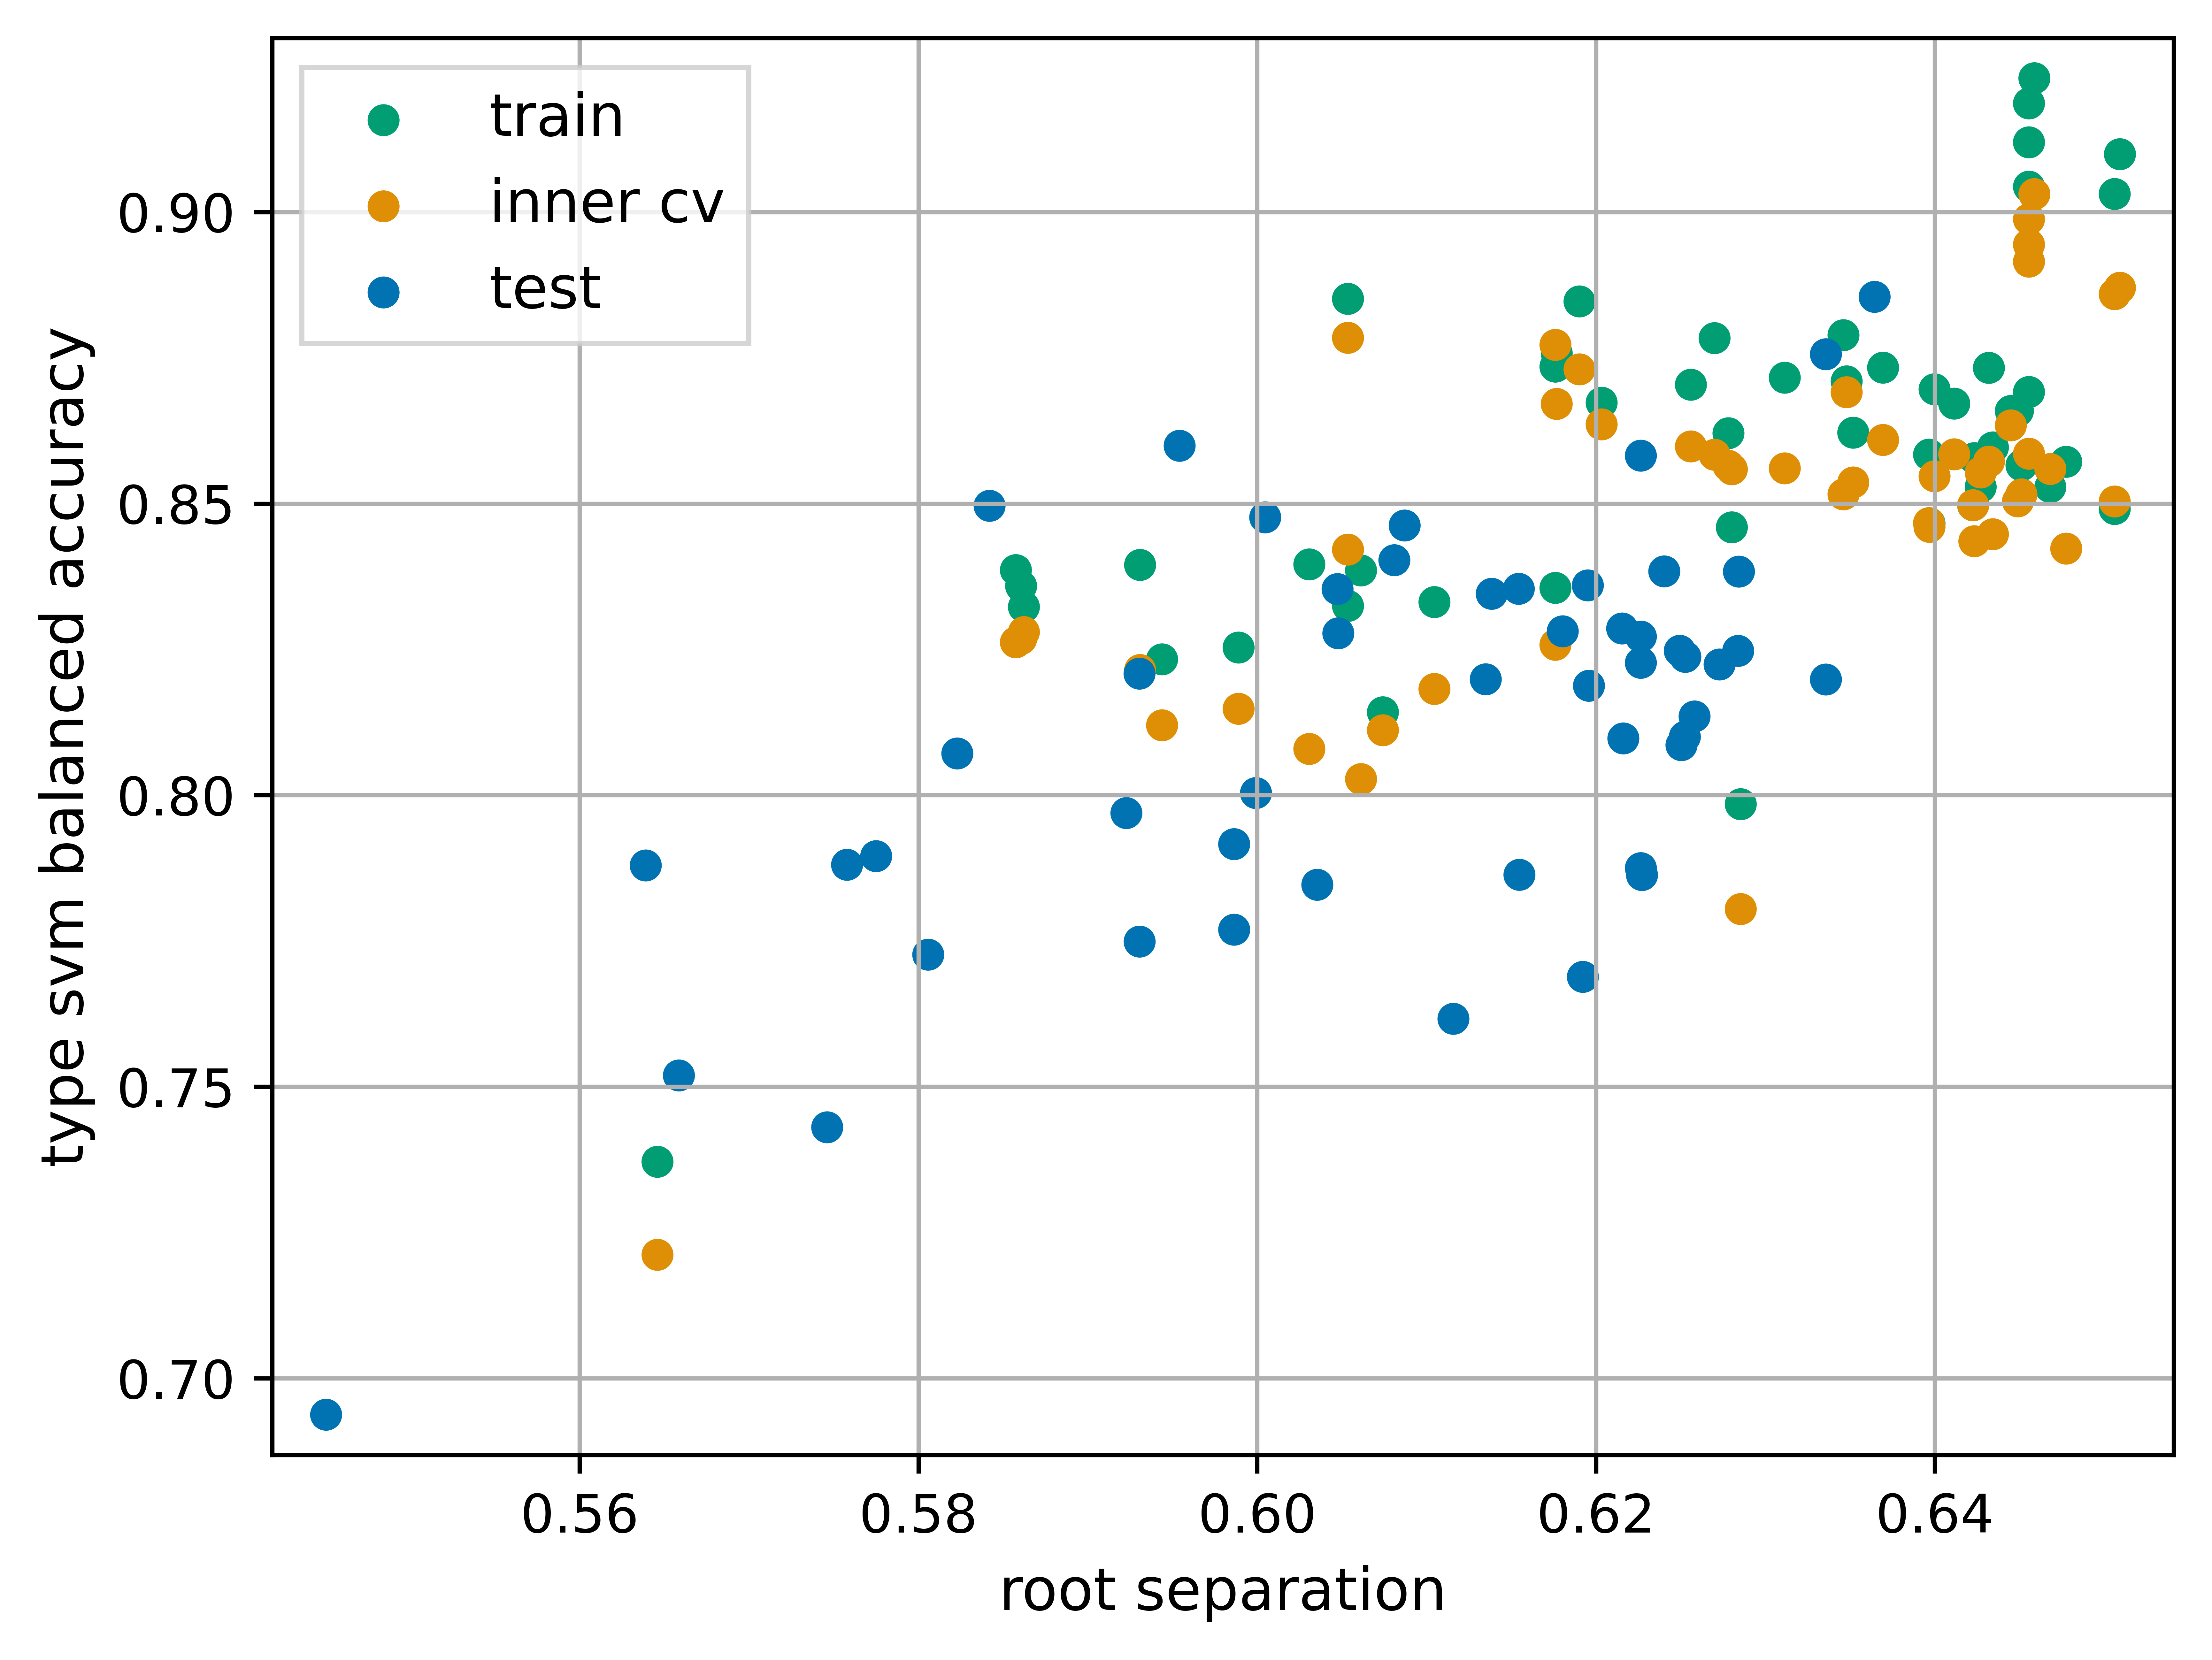 train
inner cv
test
type svm balanced accuracy
0.90
0.85
0.80
0.75
0.70
0.56
0.58
0.60
0.62
0.64
root separation